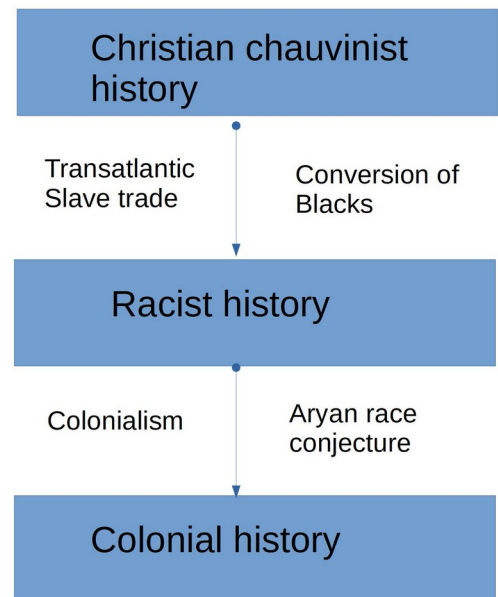 Christian chauvinist
history
Transatlantic
Slave trade
Conversion of
Blacks
Racist history
Colonialism
Aryan race
conjecture
Colonial history